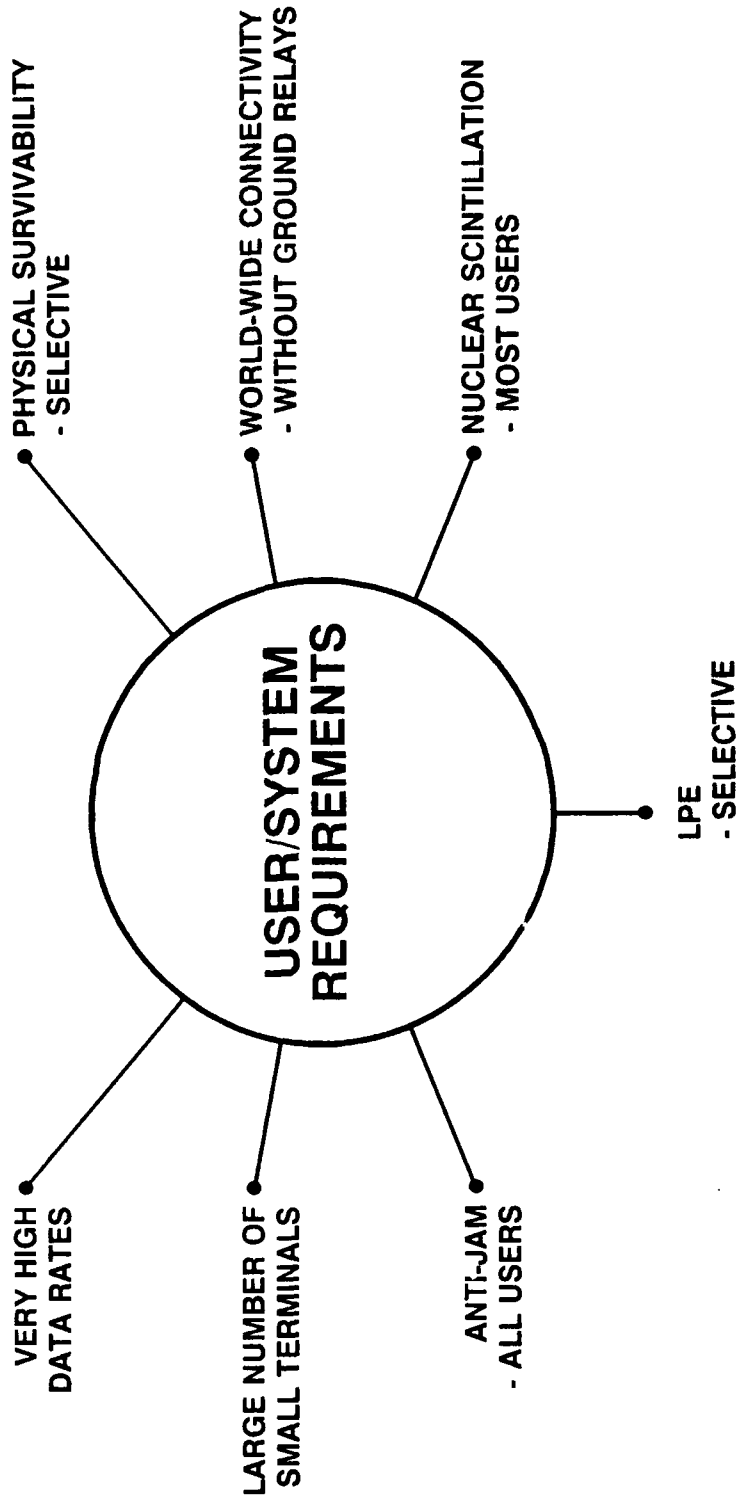 USER/SYSTEM
REQUIREMENTS
VERY HIGH
DATA RATES
LARGE NUMBER OF
SMALL TERMINALS
ANTI-JAM
- ALL USERS
LPE
- SELECTIVE
NUCLEAR SCINTILLATION
- MOST USERS
WORLD-WIDE CONNECTIVITY
- WITHOUT GROUND RELAYS
PHYSICAL SURVIVABILITY
- SELECTIVE